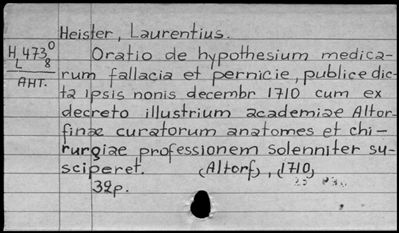 Heister, Laurentius.
H 473⁰ Oratio de hypothesium medica-
L 8 rum fallacia et pernicie, publice dic-
AHT. ta ipsis nonis decembr 1710 cum ex
decreto illustrium academiae Altor-
finae curatorum anatomes et chi-
rurgiae professionem solenniter su-
sciperet. (Altorf), (1710)
32p.